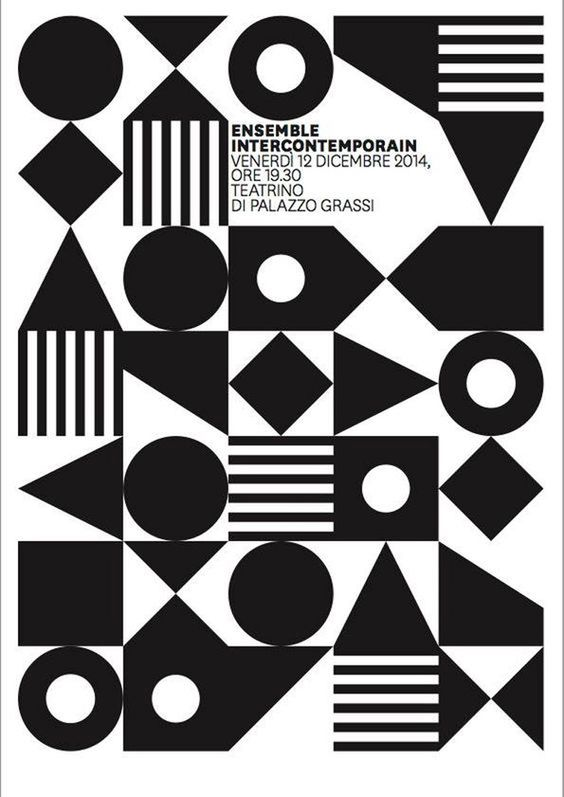 ENSEMBLE
INTERCONTEMPORAIN
VENERDÌ 12 DICEMBRE 2014,
ORE 19.30
TEATRINO
DI PALAZZO GRASSI